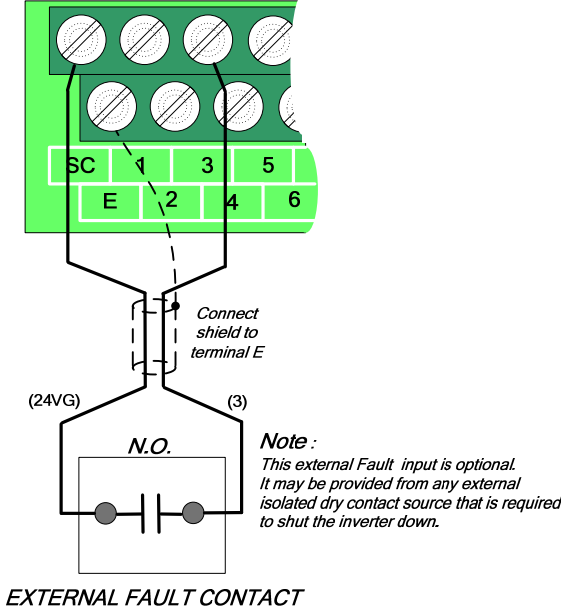 SC 1 3 5
E 2 4 6
Connect
shield to
terminal E
(24VG) (3)
N.O.
Note :
This external Fault input is optional.
It may be provided from any external
isolated dry contact source that is required
to shut the inverter down.
EXTERNAL FAULT CONTACT